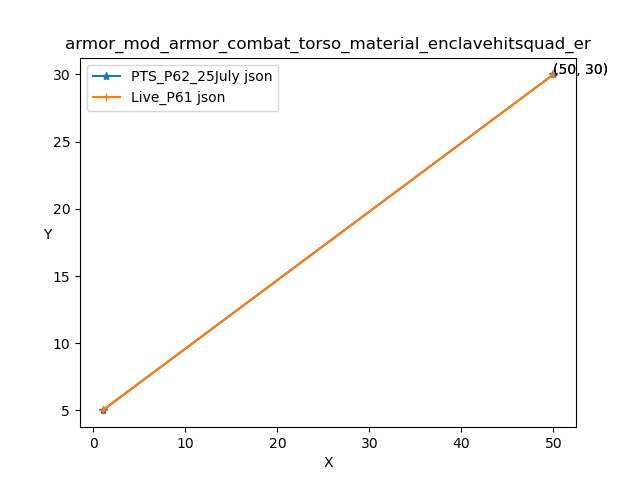 armor_mod_armor_combat_torso_material_enclavehitsquad_er
PTS_P62_25July json
Live_P61 json
(50, 30)
30
25
20
15
10
5
Y
0 10 20 30 40 50
X